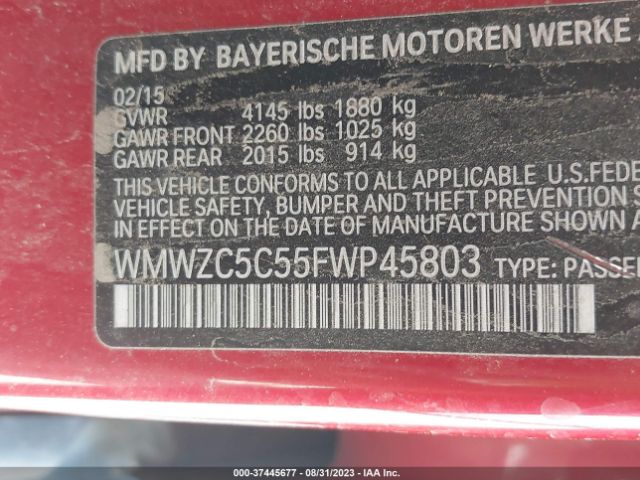 MFD BY BAYERISCHE MOTOREN WERKE
02/15
GVWR 4145 lbs 1880 kg
GAWR FRONT 2260 lbs 1025 kg
GAWR REAR 2015 lbs 914 kg
THIS VEHICLE CONFORMS TO ALL APPLICABLE U.S.FEDE
VEHICLE SAFETY, BUMPER AND THEFT PREVENTION S
EFFECT ON THE DATE OF MANUFACTURE SHOWN A
WMWZC5C55FWP45803 TYPE: PASSE
000-37445677 - 08/31/2023 - IAA Inc.